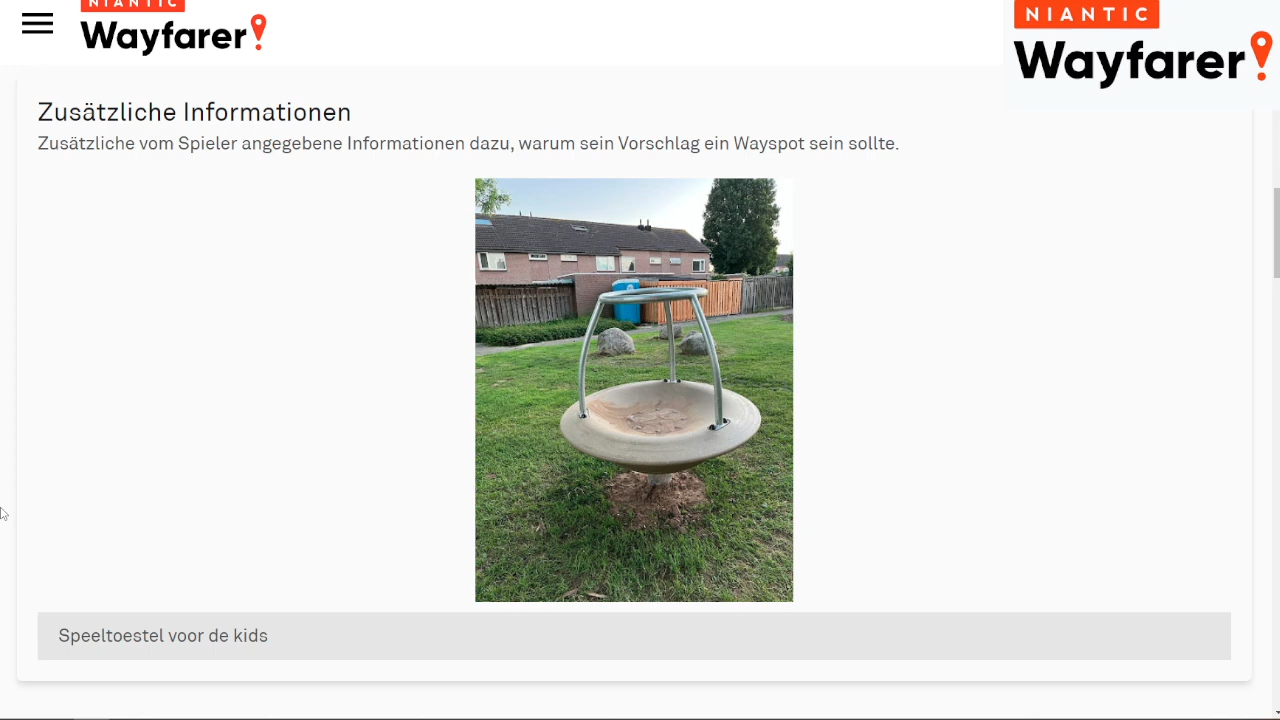 NIANTIC
Wayfarer
NIANTIC
Wayfarer
Zusätzliche Informationen
Zusätzliche vom Spieler angegebene Informationen dazu, warum sein Vorschlag ein Wayspot sein sollte.
Speeltoestel voor de kids